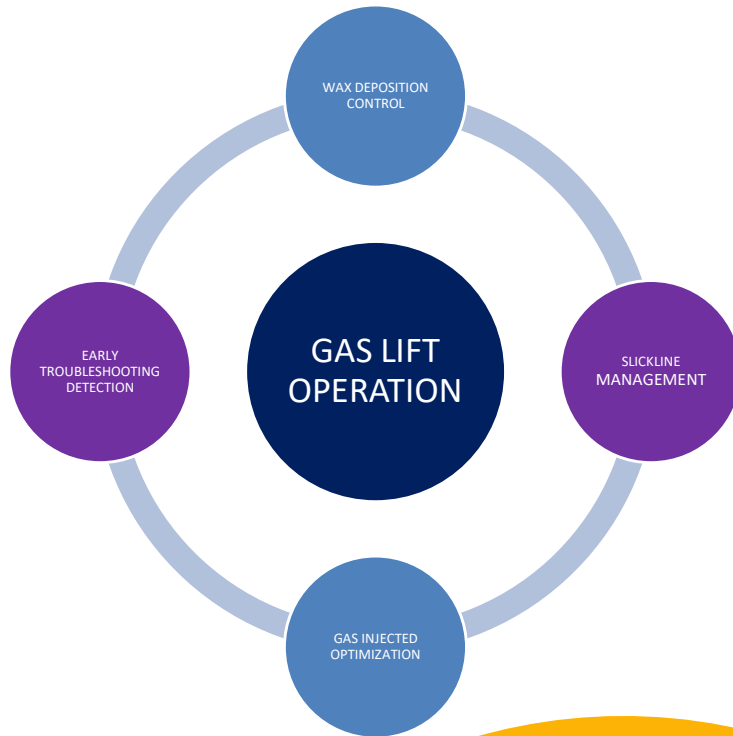 WAX DEPOSITION
CONTROL
EARLY
TROUBLESHOOTING
DETECTION
GAS LIFT
OPERATION
SLICKLINE
MANAGEMENT
GAS INJECTED
OPTIMIZATION